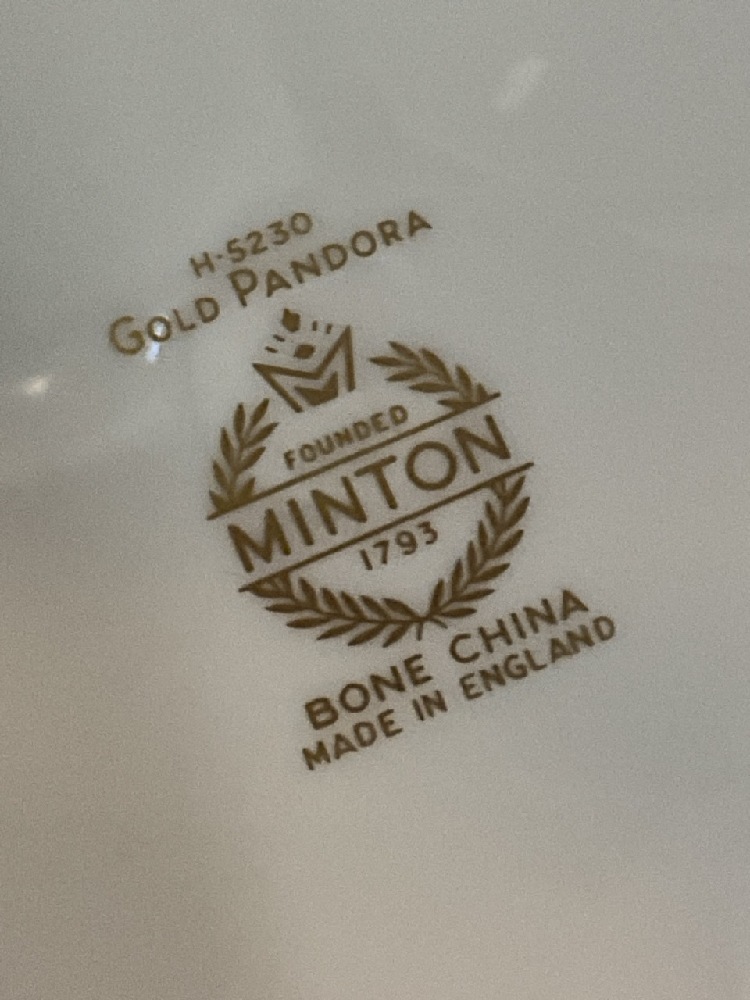 H-5230
GOLD PANDORA
FOUNDED
MINTON
1793
BONE CHINA
MADE IN ENGLAND